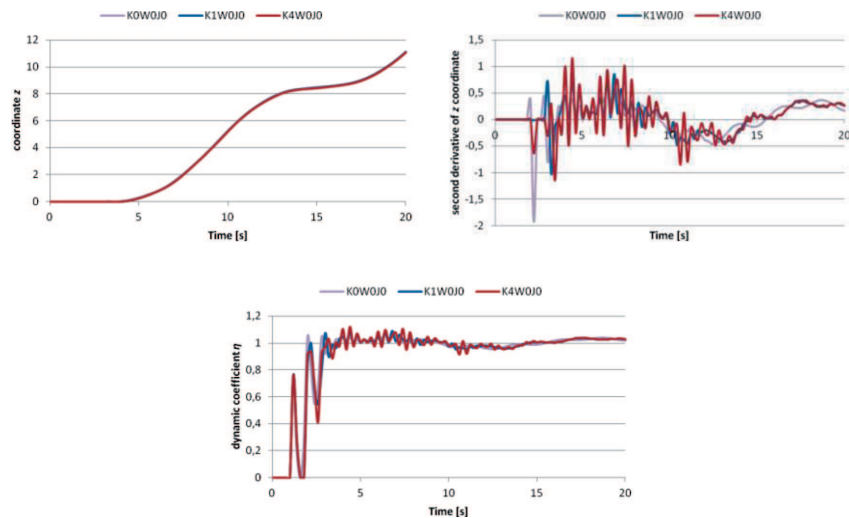 K0W0J0 K1W0J0 K4W0J0
coordinate z
12
10
8
6
4
2
0
0 5 10 15 20
Time [s]
K0W0J0 K1W0J0 K4W0J0
second derivative of z coordinate
1,5
1
0,5
0
-0,5
-1
-1,5
-2
0 5 10 15 20
Time [s]
K0W0J0 K1W0J0 K4W0J0
dynamic coefficient η
1,2
1
0,8
0,6
0,4
0,2
0
0 5 10 15 20
Time [s]